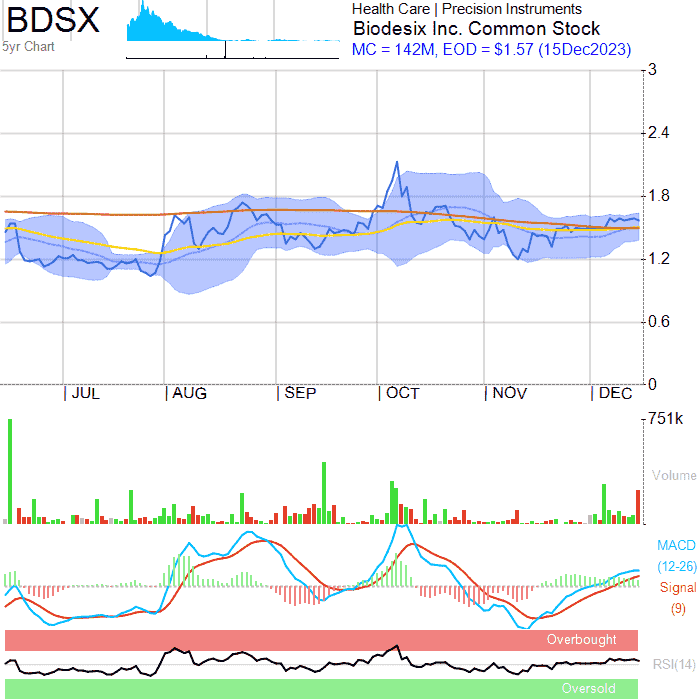 BDSX
5yr Chart
Health Care | Precision Instruments
Biodesix Inc. Common Stock
MC = 142M, EOD = $1.57 (15Dec2023)
3
2.4
1.8
1.2
0.6
0
JUL AUG SEP OCT NOV DEC
751k
Volume
MACD
(12-26)
Signal
(9)
Overbought
RSI(14)
Oversold